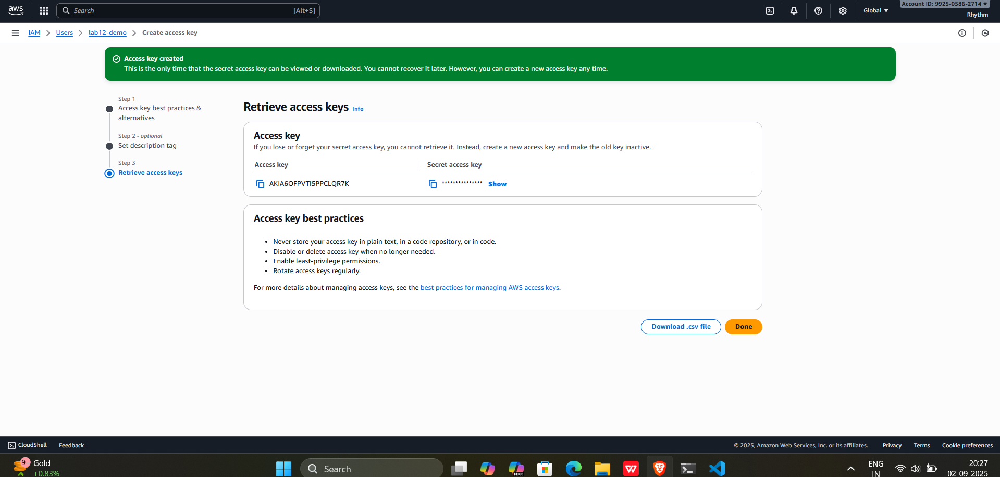 aws
Search [Alt+S]
Global
Account ID: 9925-0586-2714
Rhythm
IAM Users lab12-demo Create access key
Access key created
This is the only time that the secret access key can be viewed or downloaded. You cannot recover it later. However, you can create a new access key any time.
Step 1
Access key best practices &
alternatives
Step 2 - optional
Set description tag
Step 3
Retrieve access keys
Retrieve access keys Info
Access key
If you lose or forget your secret access key, you cannot retrieve it. Instead, create a new access key and make the old key inactive.
Access key Secret access key
AKIA6OFPVTI5PPCLQR7K *************** Show
Access key best practices
• Never store your access key in plain text, in a code repository, or in code.
• Disable or delete access key when no longer needed.
• Enable least-privilege permissions.
• Rotate access keys regularly.
For more details about managing access keys, see the best practices for managing AWS access keys.
Download .csv file Done
CloudShell Feedback © 2025, Amazon Web Services, Inc. or its affiliates. Privacy Terms Cookie preferences
9+ Gold
+0.83%
Search
M365
W
ENG
IN
20:27
02-09-2025